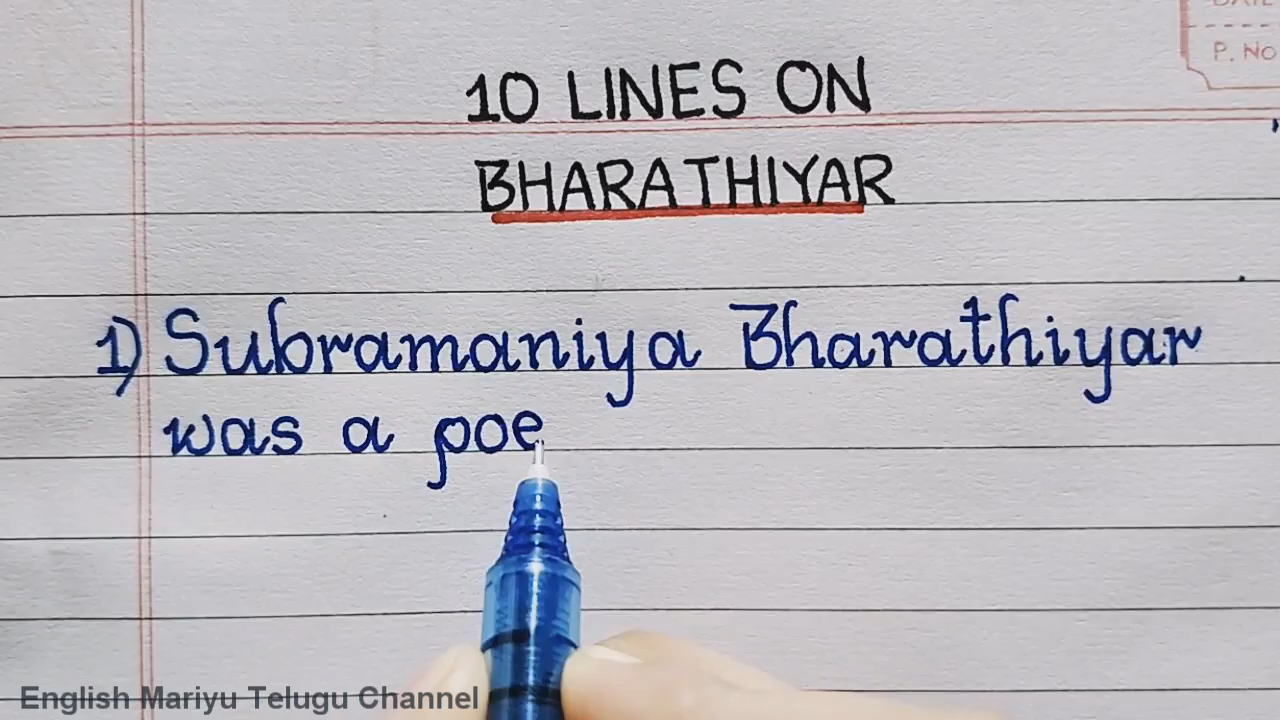 P. No
10 LINES ON
BHARATHIYAR
1) Subramaniya Bharathiyar
was a poe
English Mariyu Telugu Channel